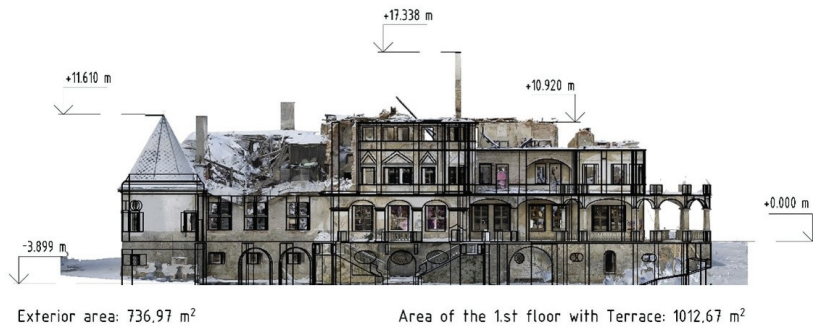 +17.338 m
+11.610 m
+10.920 m
+0.000 m
-3.899 m
Exterior area: 736,97 m²
Area of the 1.st floor with Terrace: 1012,67 m²